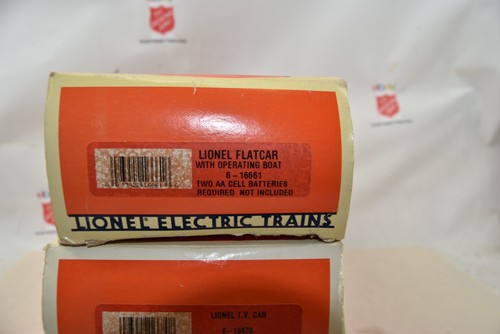 LIONEL FLATCAR
WITH OPERATING BOAT
6-16661
TWO AA CELL BATTERIES
REQUIRED NOT INCLUDED
LIONEL ELECTRIC TRAINS
LIONEL T.V. CAR